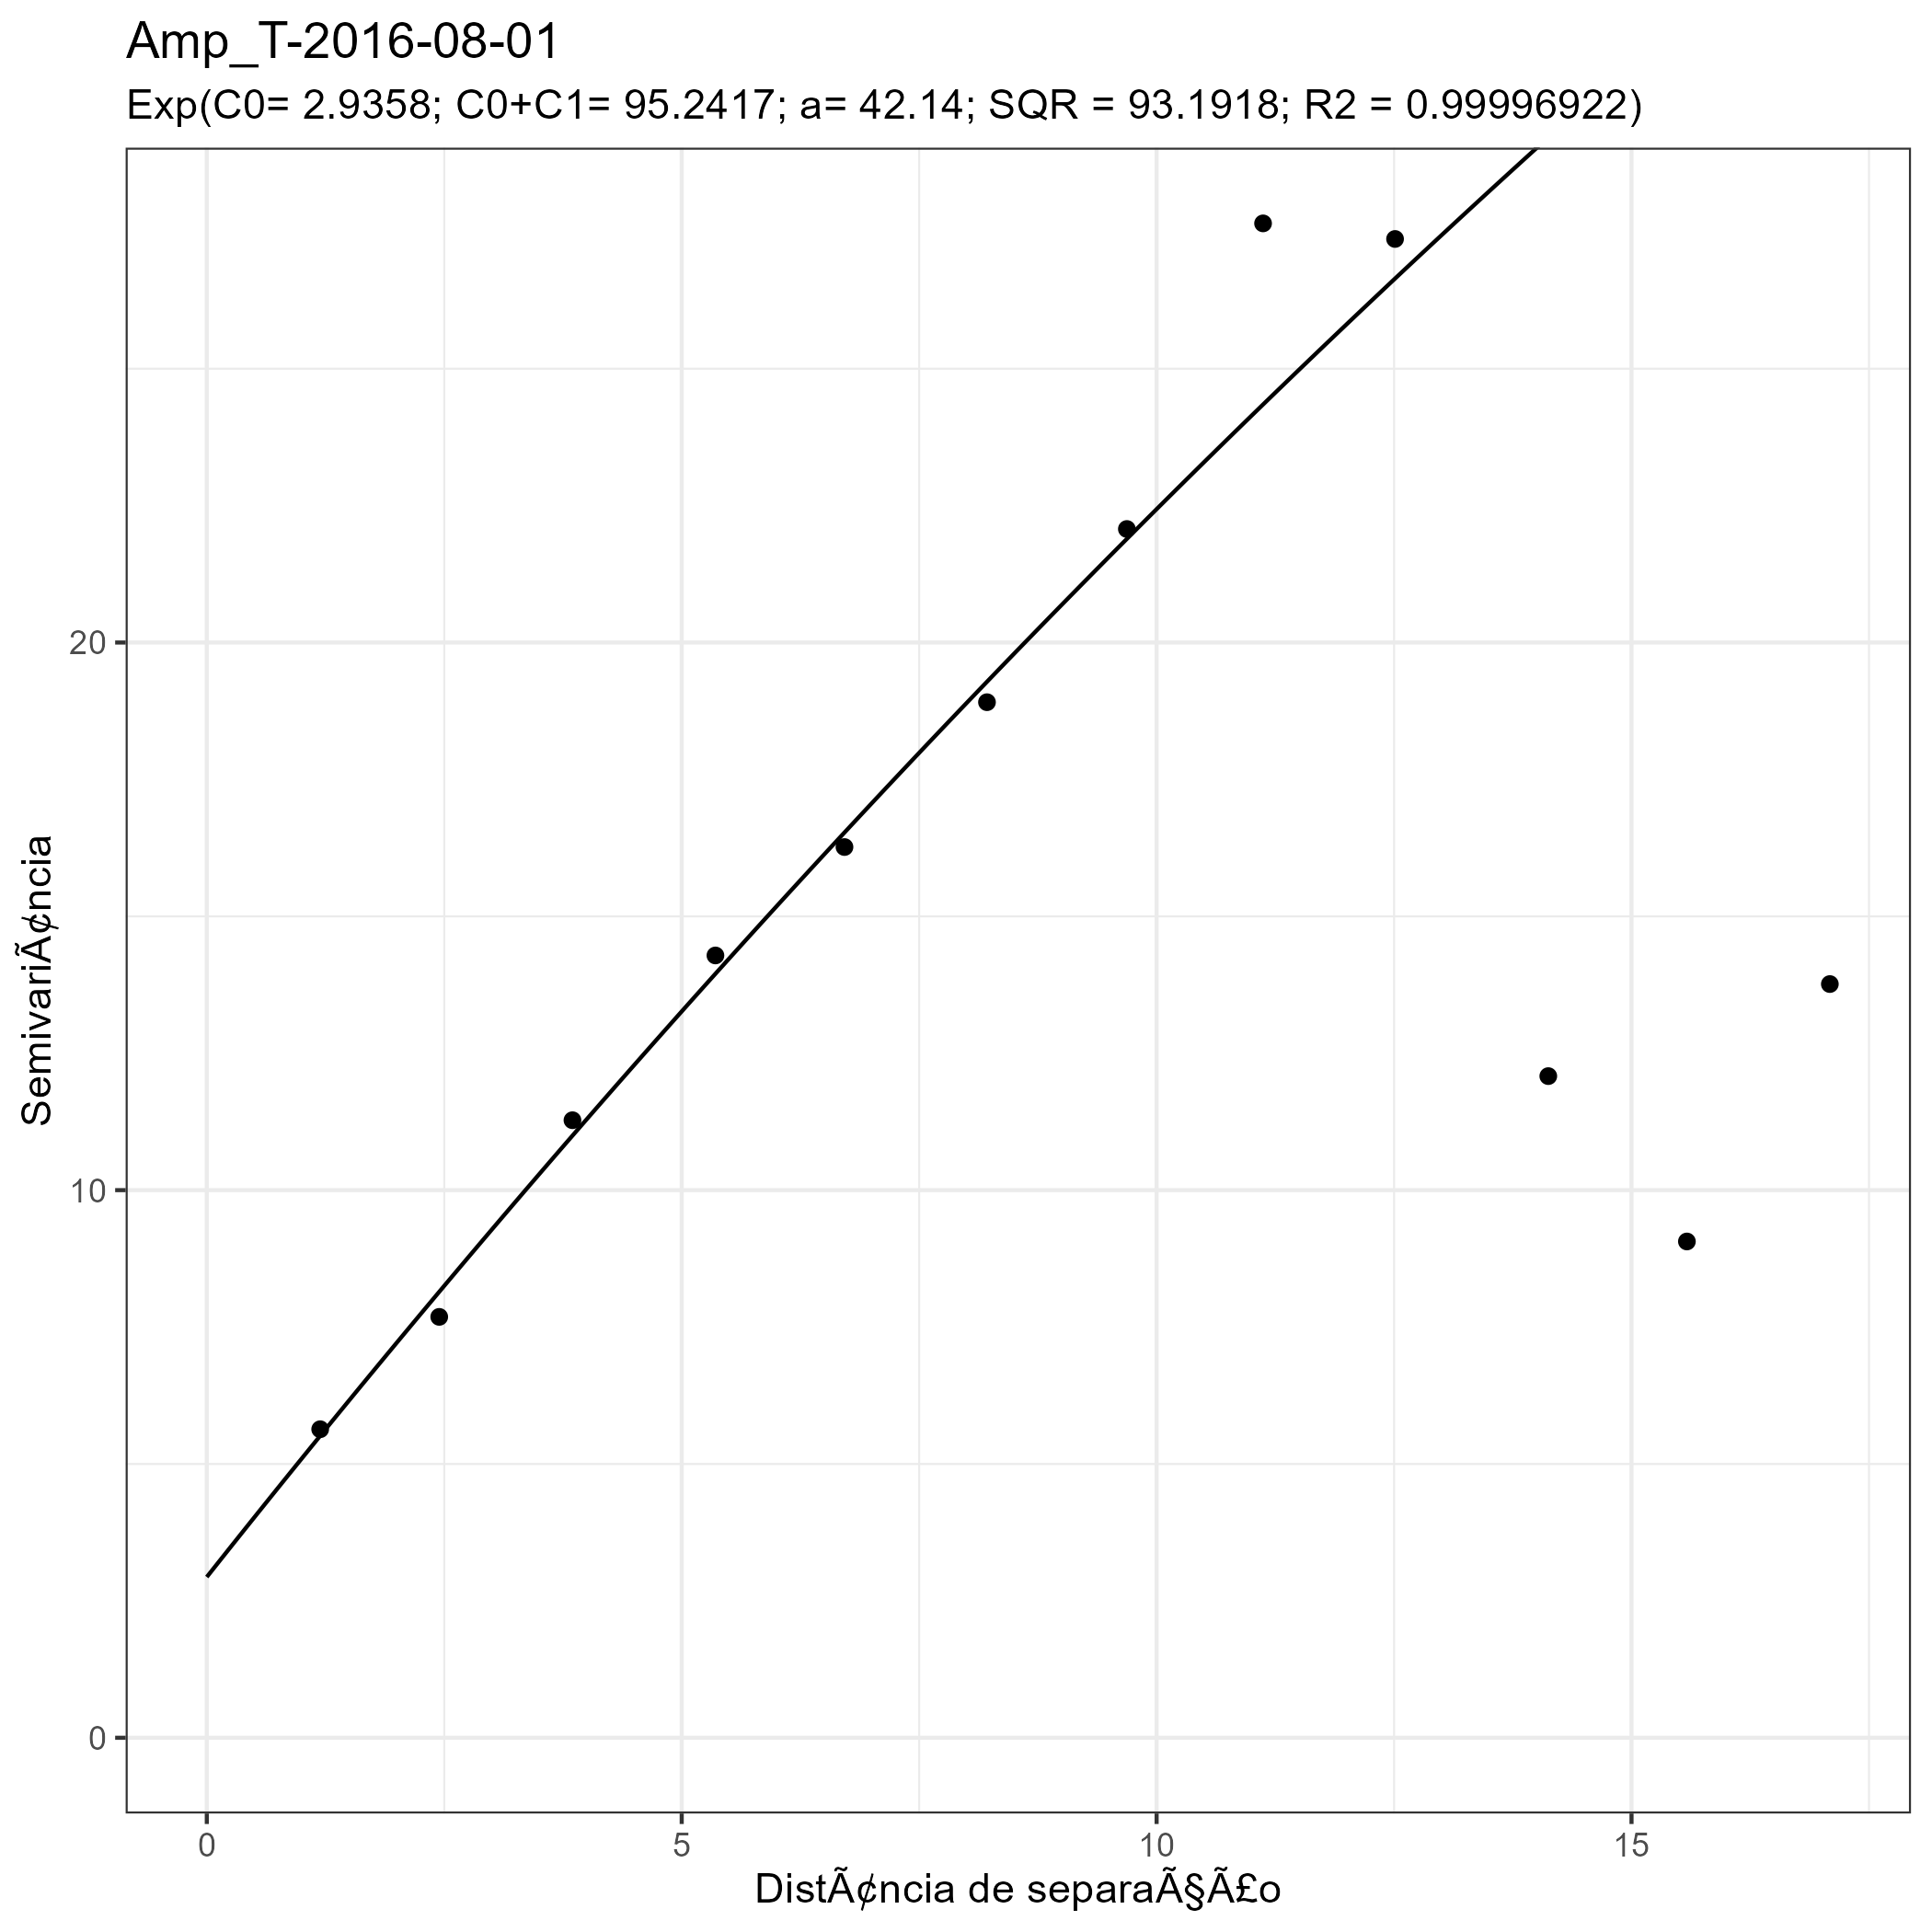 Amp_T-2016-08-01
Exp(C0= 2.9358; C0+C1= 95.2417; a= 42.14; SQR = 93.1918; R2 = 0.99996922)
SemivariÃ¢ncia
20
10
0
0 5 10 15
DistÃ¢ncia de separaÃ§Ã£o